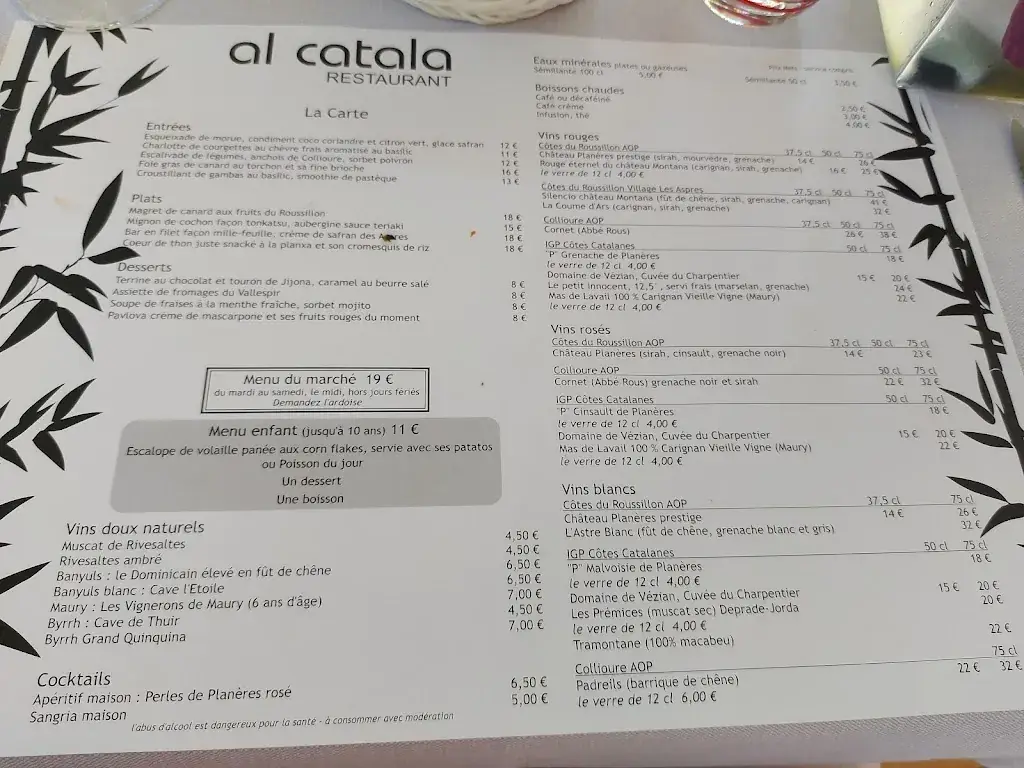 al catala
RESTAURANT
La Carte
Entrées
Esqueixade de morue, condiment coco coriandre et citron vert, glace safran 12 €
Charlotte de courgettes au chèvre frais aromatisé au basilic 11 €
Escalivade de légumes, anchois de Collioure, sorbet poivron 12 €
Foie gras de canard au torchon et sa fine brioche 16 €
Croustillant de gambas au basilic, smoothie de pastèque 13 €
Plats
Magret de canard aux fruits du Roussillon 18 €
Mignon de cochon façon tonkatsu, aubergine sauce teriaki 15 €
Bar en filet façon mille-feuille, crème de safran des 18 €
Coeur de thon juste snacké à la planxa et son cromesquis de riz 18 €
Desserts
Terrine au chocolat et touron de Jijona, caramel au beurre salé 8 €
Assiette de fromages du Vallespir 8 €
Soupe de fraises à la menthe fraîche, sorbet mojito 8 €
Pavlova crème de mascarpone et ses fruits rouges du moment 8 €
Menu du marché 19 €
du mardi au samedi, le midi, hors jours fériés
Demandez l'ardoise
Menu enfant (jusqu'à 10 ans) 11 €
Escalope de volaille panée aux corn flakes, servie avec ses patatos
ou Poisson du jour
Un dessert
Une boisson
Vins doux naturels
Muscat de Rivesaltes 4,50 €
Rivesaltes ambré 4,50 €
Banyuls : le Dominicain élevé en fût de chêne 6,50 €
Banyuls blanc : Cave l'Etoile 6,50 €
Maury : Les Vignerons de Maury (6 ans d'âge) 7,00 €
Byrrh : Cave de Thuir 4,50 €
Byrrh Grand Quinquina 7,00 €
Cocktails
Apéritif maison : Perles de Planères rosé 6,50 €
Sangria maison 5,00 €
l'abus d'alcool est dangereux pour la santé - à consommer avec modération
Eaux minérales plates ou gazeuses
Sémillante 100 cl 5,00 € Sémillante 50 cl 3,50 €
Boissons chaudes
Café ou décaféiné 2,50 €
Café crème 3,00 €
Infusion, thé 4,00 €
Vins rouges
Côtes du Roussillon AOP 37,5 cl 50 cl 75 cl
Château Planères prestige (sirah, mourvèdre, grenache) 14 € 26 €
Rouge éternel du château Montana (carignan, sirah, grenache) 16 € 25 €
le verre de 12 cl 4,00 €
Côtes du Roussillon Village Les Aspres 37,5 cl 50 cl 75 cl
Silencio château Montana (fût de chêne, sirah, grenache, carignan) 41 €
La Coume d'Ars (carignan, sirah, grenache) 32 €
Collioure AOP 37,5 cl 50 cl 75 cl
Cornet (Abbé Rous) 26 € 38 €
IGP Côtes Catalanes 50 cl 75 cl
"P" Grenache de Planères 18 €
le verre de 12 cl 4,00 €
Domaine de Vézian, Cuvée du Charpentier 15 € 20 €
Le petit innocent, 12,5°, servi frais (marselan, grenache) 24 €
Mas de Lavail 100 % Carignan Vieille Vigne (Maury) 22 €
le verre de 12 cl 4,00 €
Vins rosés
Côtes du Roussillon AOP 37,5 cl 50 cl 75 cl
Château Planères (sirah, cinsault, grenache noir) 14 € 23 €
Collioure AOP 50 cl 75 cl
Cornet (Abbé Rous) grenache noir et sirah 22 € 32 €
IGP Côtes Catalanes 50 cl 75 cl
"P" Cinsault de Planères 18 €
le verre de 12 cl 4,00 €
Domaine de Vézian, Cuvée du Charpentier 15 € 20 €
Mas de Lavail 100 % Carignan Vieille Vigne (Maury) 22 €
le verre de 12 cl 4,00 €
Vins blancs
Côtes du Roussillon AOP 37,5 cl 75 cl
Château Planères prestige 14 € 26 €
L'Astre Blanc (fût de chêne, grenache blanc et gris) 32 €
IGP Côtes Catalanes 50 cl 75 cl
"P" Malvoisie de Planères 18 €
le verre de 12 cl 4,00 €
Domaine de Vézian, Cuvée du Charpentier 15 € 20 €
Les Prémices (muscat sec) Deprade-Jorda 20 €
le verre de 12 cl 4,00 €
Tramontane (100% macabeu) 22 €
Collioure AOP 75 cl
Padreils (barrique de chêne) 22 € 32 €
le verre de 12 cl 6,00 €